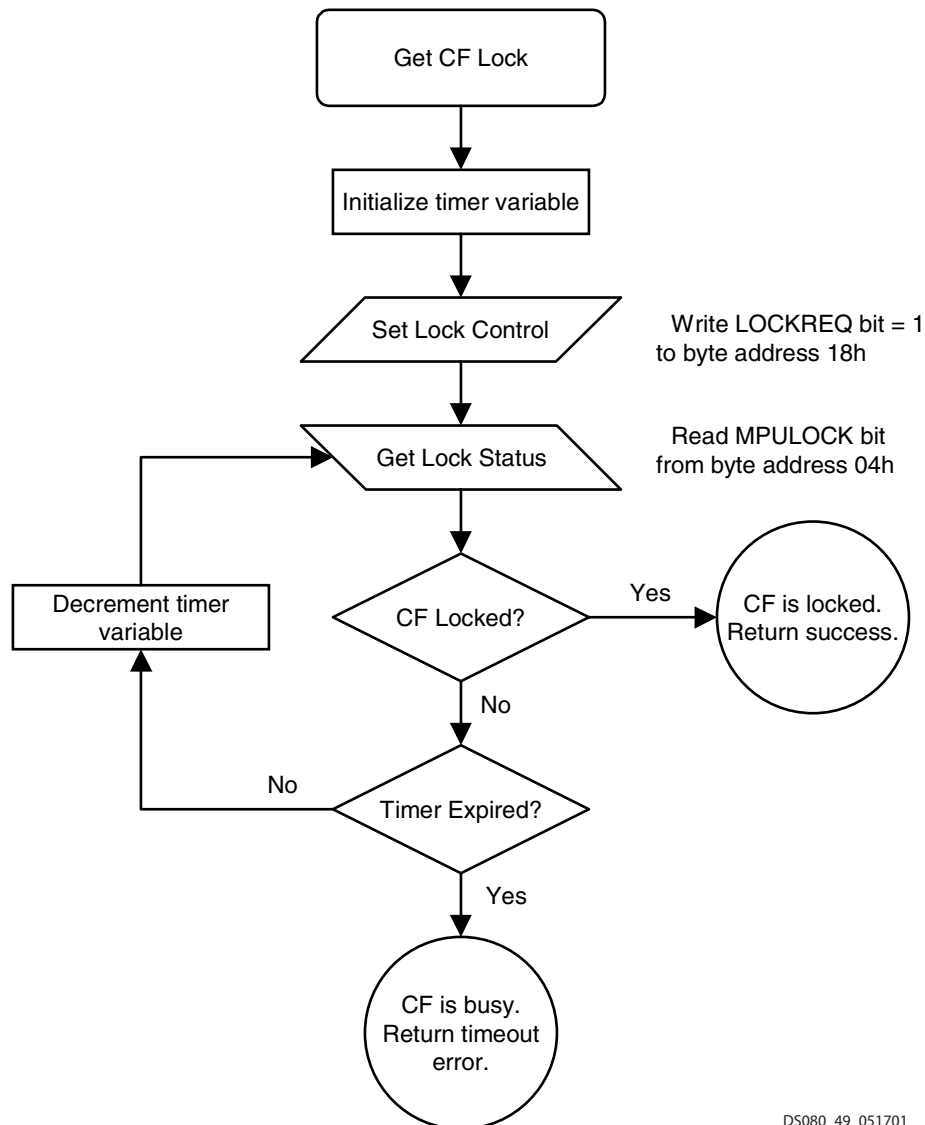 Get CF Lock
Initialize timer variable
Set Lock Control
Write LOCKREQ bit = 1
to byte address 18h
Get Lock Status
Read MPULOCK bit
from byte address 04h
Decrement timer
variable
CF Locked?
Yes
CF is locked.
Return success.
No
No
Timer Expired?
Yes
CF is busy.
Return timeout
error.
DS080_49_051701